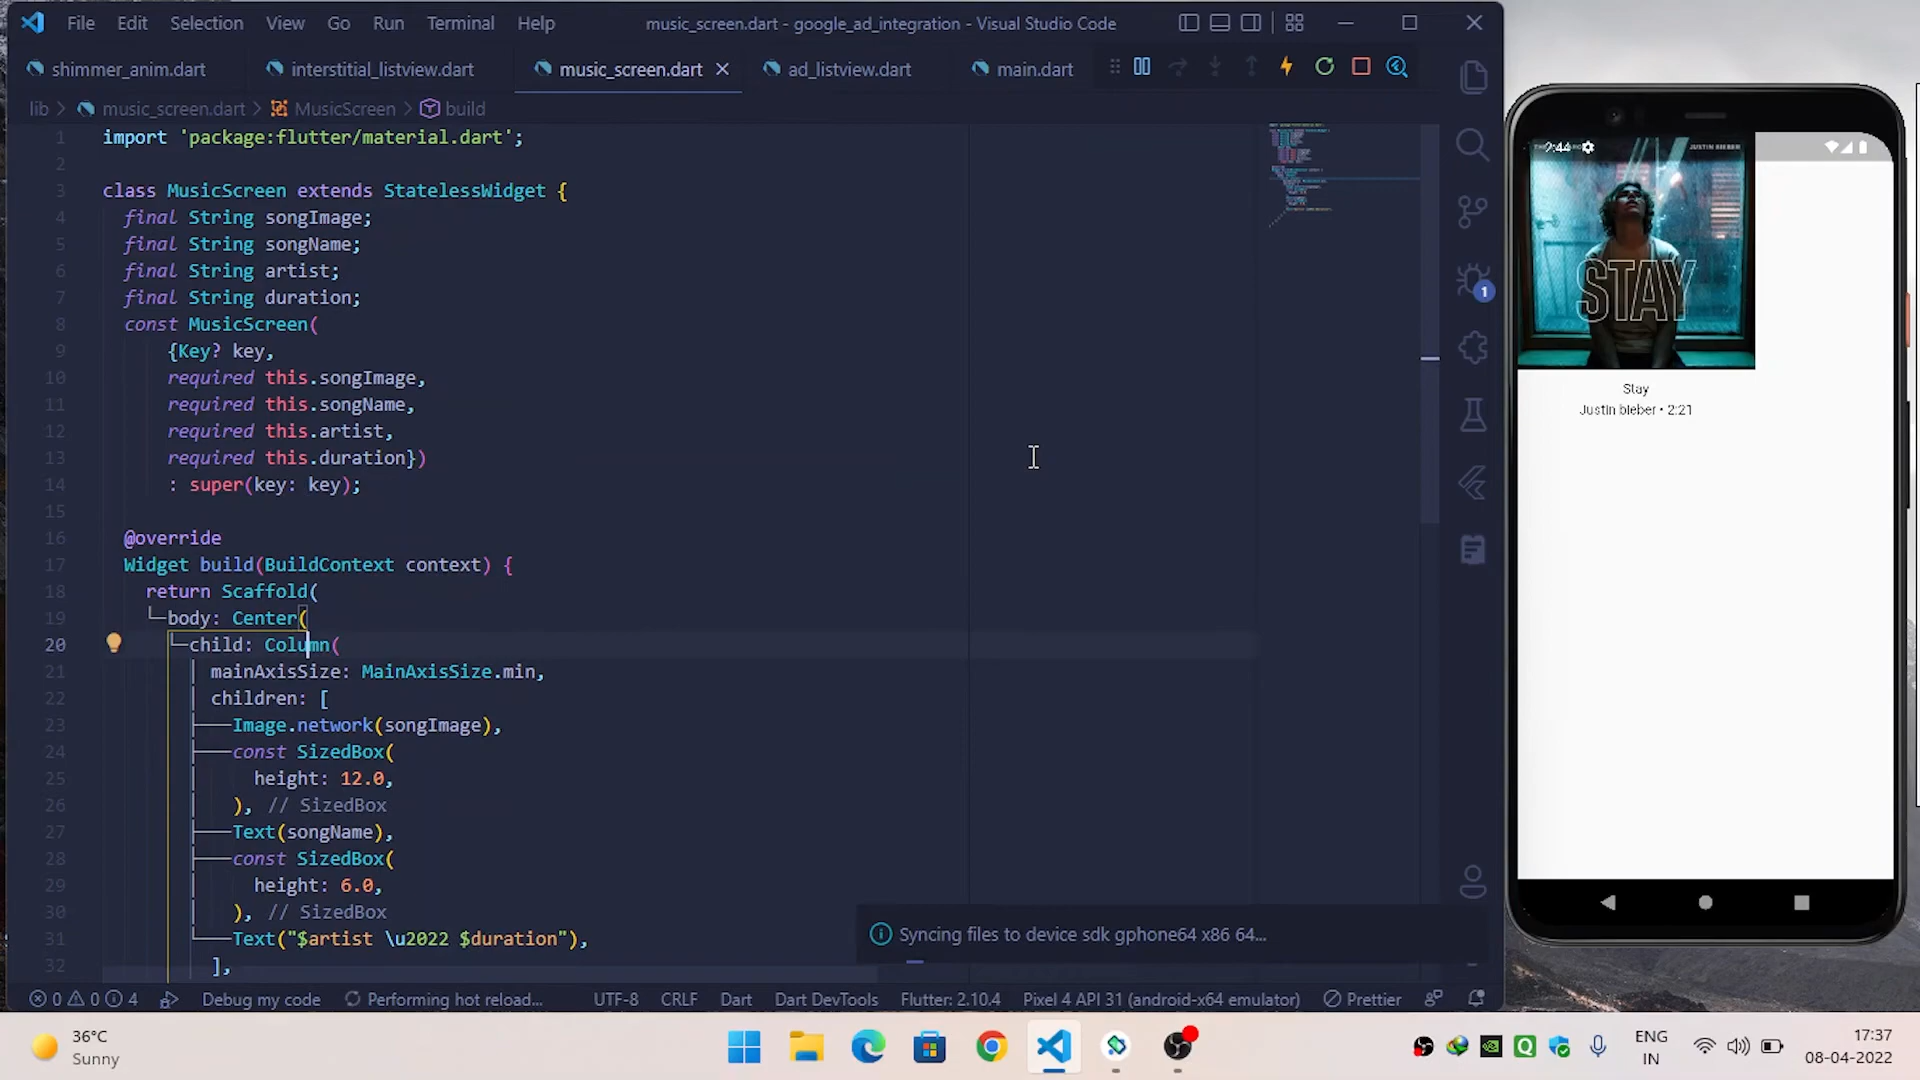 File Edit Selection View Go Run Terminal Help
music_screen.dart - google_ad_integration - Visual Studio Code
shimmer_anim.dart
interstitial_listview.dart
music_screen.dart
ad_listview.dart
main.dart
lib > music_screen.dart > MusicScreen > build
1 import 'package:flutter/material.dart';
2
3 class MusicScreen extends StatelessWidget {
4 final String songImage;
5 final String songName;
6 final String artist;
7 final String duration;
8 const MusicScreen(
9 {Key? key,
10 required this.songImage,
11 required this.songName,
12 required this.artist,
13 required this.duration})
14 : super(key: key);
15
16 @override
17 Widget build(BuildContext context) {
18 return Scaffold(
19 body: Center(
20 child: Column(
21 mainAxisSize: MainAxisSize.min,
22 children: [
23 Image.network(songImage),
24 const SizedBox(
25 height: 12.0,
26 ), // SizedBox
27 Text(songName),
28 const SizedBox(
29 height: 6.0,
30 ), // SizedBox
31 Text("$artist \u2022 $duration"),
32 ],
1
Syncing files to device sdk gphone64 x86 64...
0 0 4 Debug my code Performing hot reload... UTF-8 CRLF Dart Dart DevTools Flutter: 2.10.4 Pixel 4 API 31 (android-x64 emulator) Prettier
2:44
JUSTIN BIEBER
STAY
Stay
Justin bieber • 2:21
36°C
Sunny
ENG
IN
17:37
08-04-2022